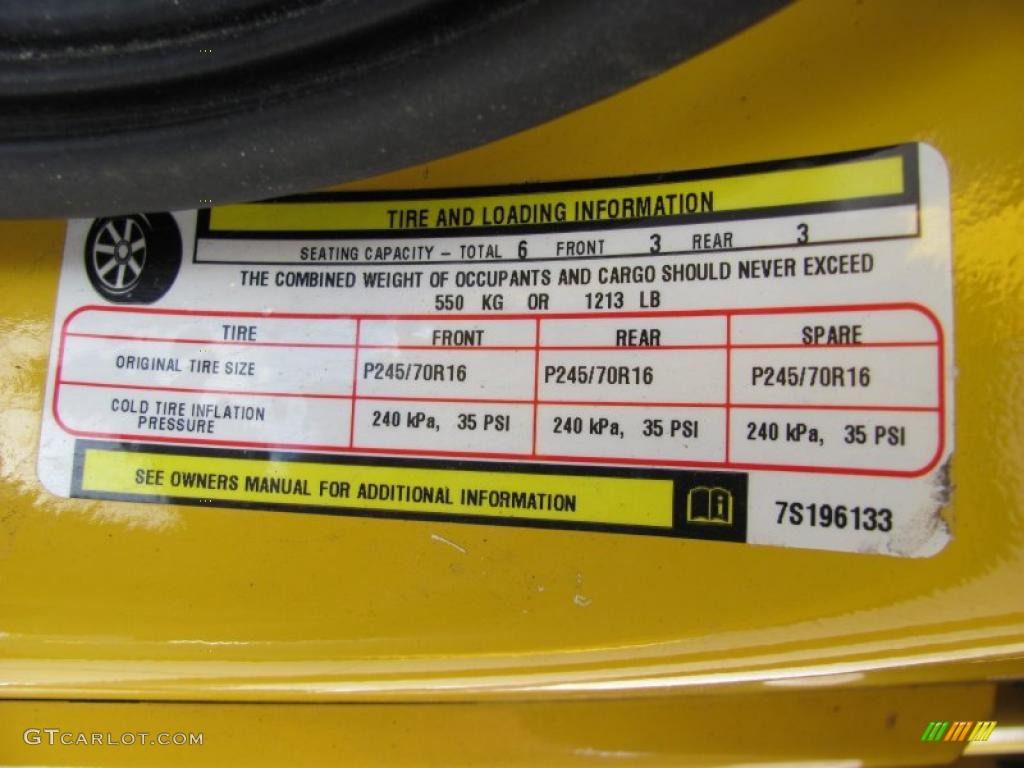 TIRE AND LOADING INFORMATION
SEATING CAPACITY – TOTAL 6 FRONT 3 REAR 3
THE COMBINED WEIGHT OF OCCUPANTS AND CARGO SHOULD NEVER EXCEED
550 KG OR 1213 LB
TIRE FRONT REAR SPARE
ORIGINAL TIRE SIZE P245/70R16 P245/70R16 P245/70R16
COLD TIRE INFLATION
PRESSURE 240 kPa, 35 PSI 240 kPa, 35 PSI 240 kPa, 35 PSI
SEE OWNERS MANUAL FOR ADDITIONAL INFORMATION
7S196133
GTCARLOT.COM